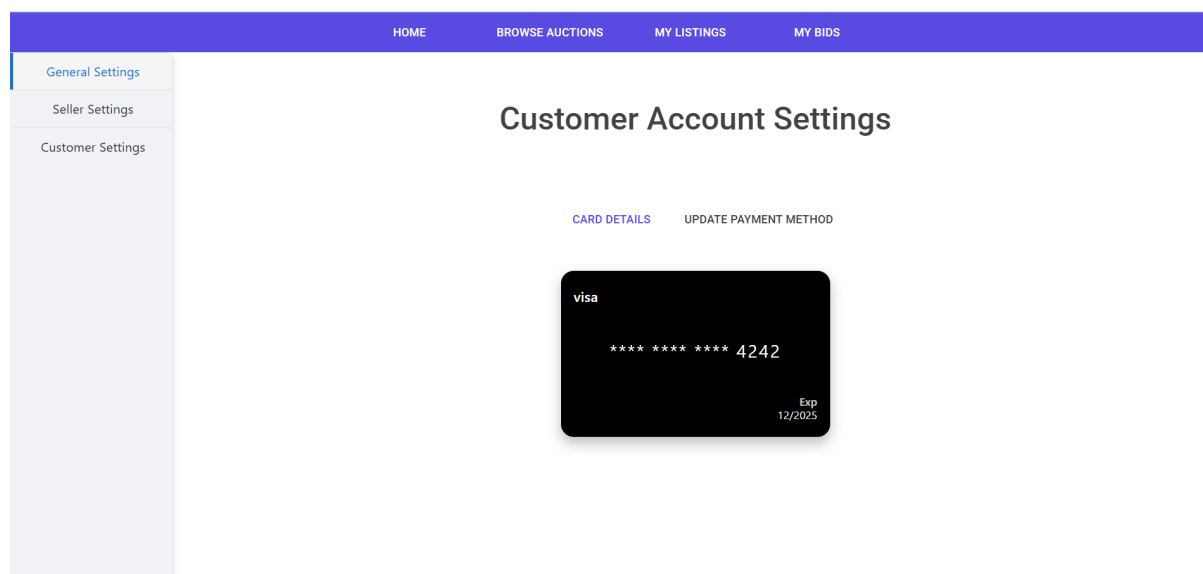 HOME BROWSE AUCTIONS MY LISTINGS MY BIDS
General Settings
Seller Settings
Customer Settings
Customer Account Settings
CARD DETAILS UPDATE PAYMENT METHOD
visa
**** **** **** 4242
Exp
12/2025